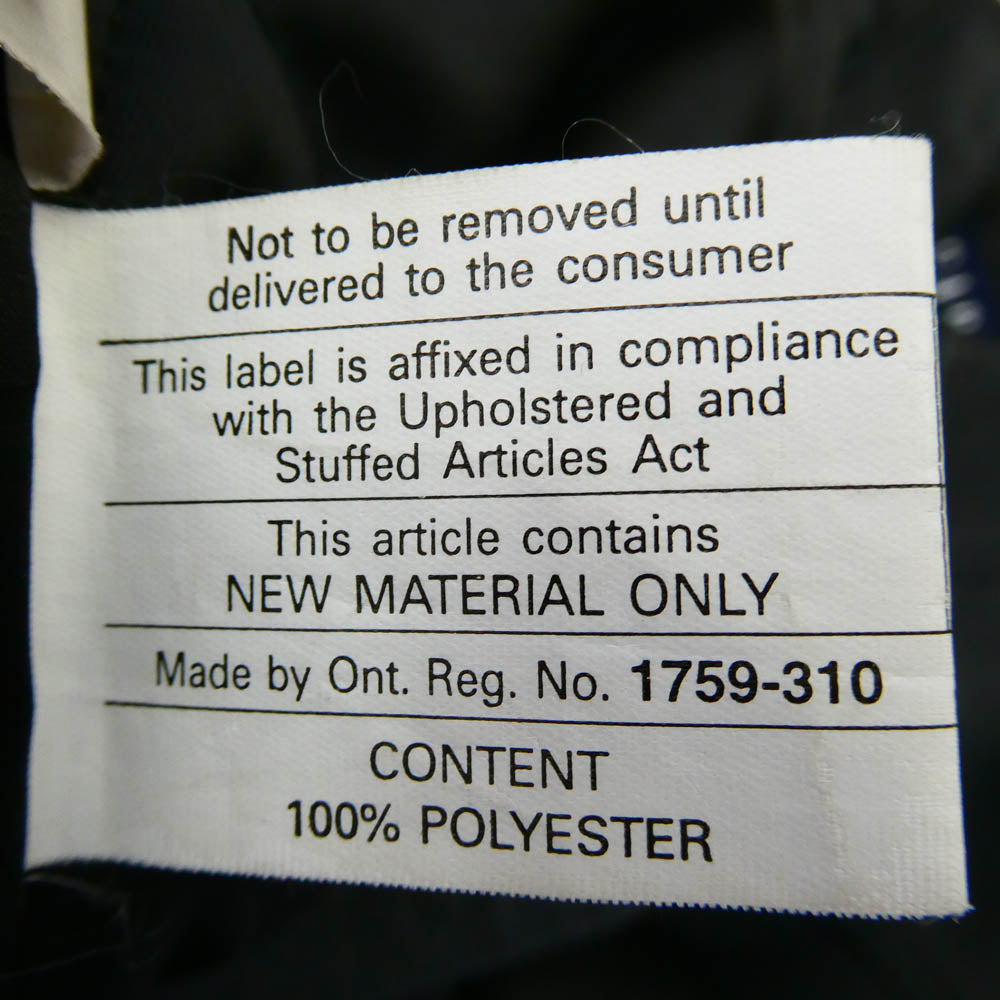 Not to be removed until
delivered to the consumer
This label is affixed in compliance
with the Upholstered and
Stuffed Articles Act
This article contains
NEW MATERIAL ONLY
Made by Ont. Reg. No. 1759-310
CONTENT
100% POLYESTER